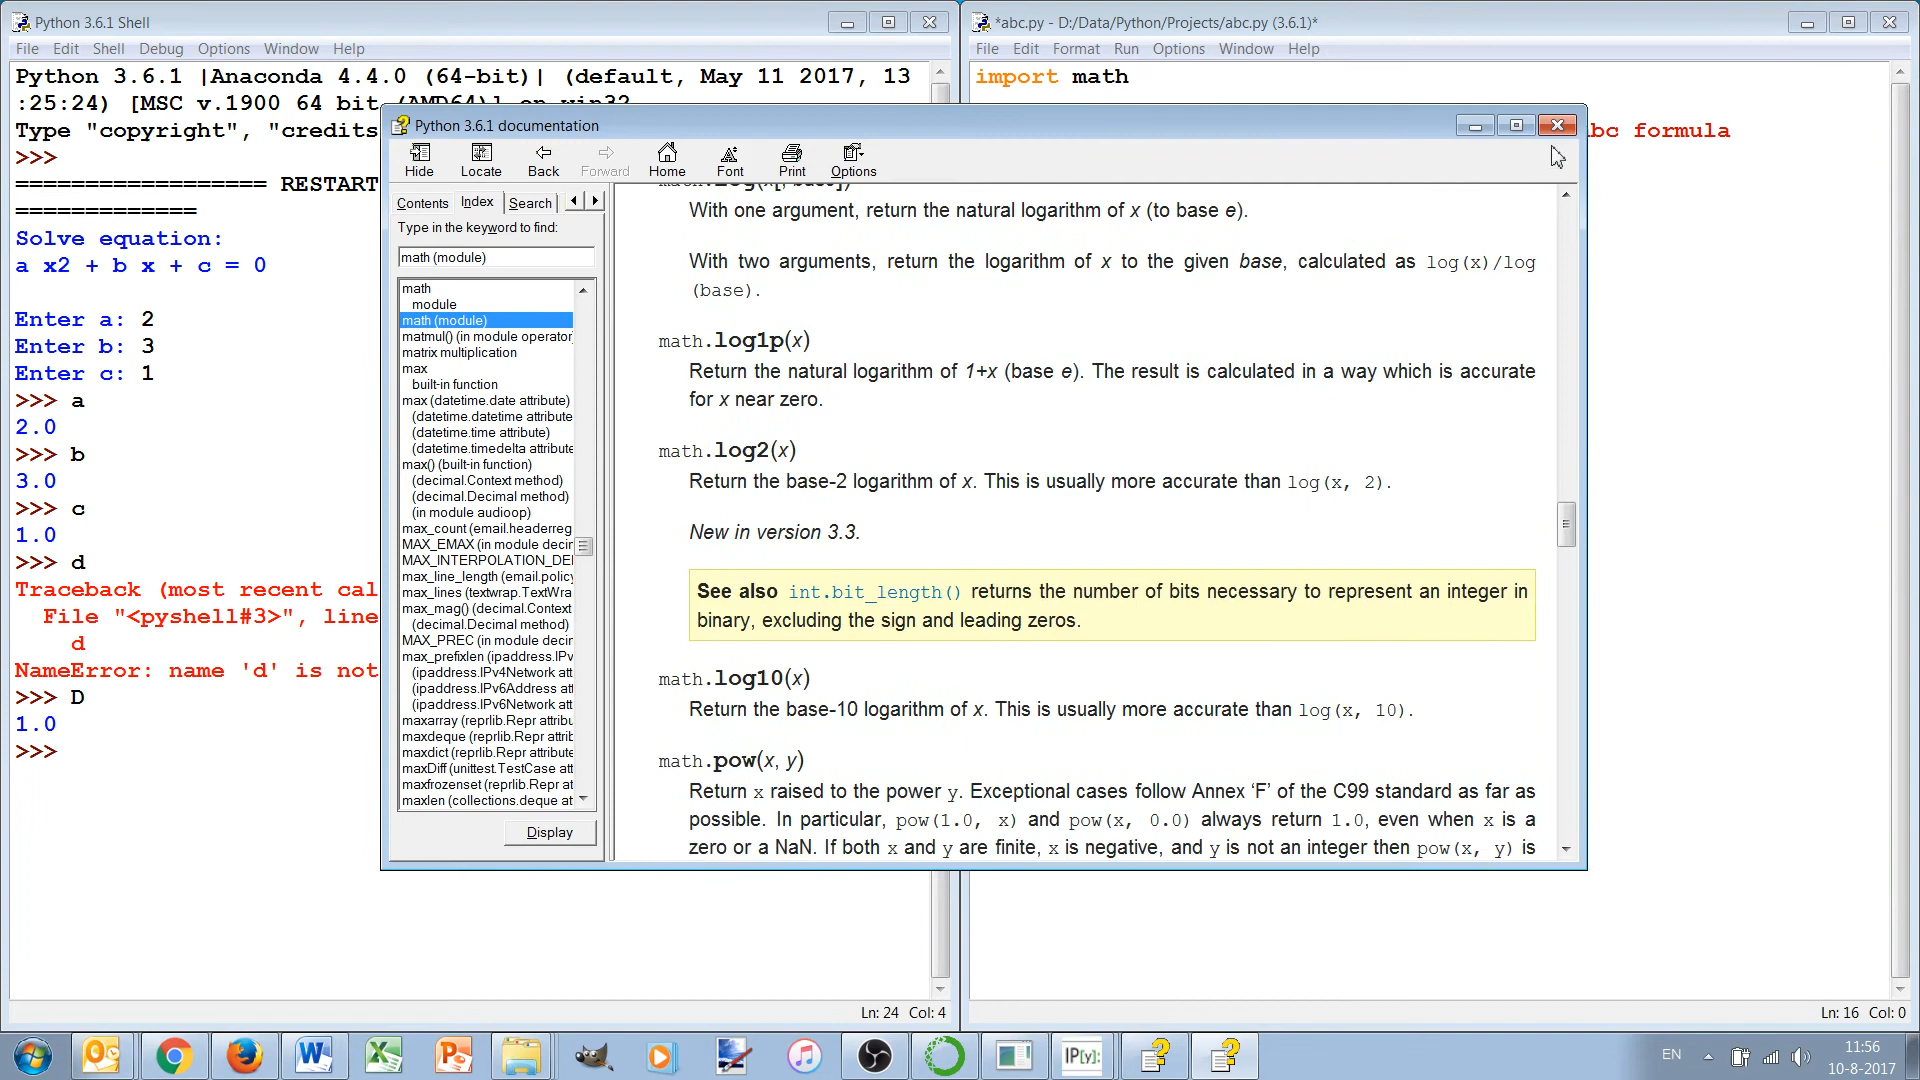 Python 3.6.1 Shell
File Edit Shell Debug Options Window Help
Python 3.6.1 |Anaconda 4.4.0 (64-bit)| (default, May 11 2017, 13
:25:24) [MSC v.1900 64 bit (AMD64)] on win32
Type "copyright", "credits
>>>
================== RESTART
=============
Solve equation:
a x2 + b x + c = 0
Enter a: 2
Enter b: 3
Enter c: 1
>>> a
2.0
>>> b
3.0
>>> c
1.0
>>> d
Traceback (most recent cal
File "<pyshell#3>", line
d
NameError: name 'd' is not
>>> D
1.0
>>>
Ln: 24 Col: 4
*abc.py - D:/Data/Python/Projects/abc.py (3.6.1)*
File Edit Format Run Options Window Help
import math
bc formula
Ln: 16 Col: 0
Python 3.6.1 documentation
Hide Locate Back Forward Home Font Print Options
Contents Index Search
Type in the keyword to find:
math (module)
math
module
math (module)
matmul() (in module operator)
matrix multiplication
max
built-in function
max (datetime.date attribute)
(datetime.datetime attribute
(datetime.time attribute)
(datetime.timedelta attribute
max() (built-in function)
(decimal.Context method)
(decimal.Decimal method)
(in module audioop)
max_count (email.headerreg
MAX_EMAX (in module decin
MAX_INTERPOLATION_DEI
max_line_length (email.policy
max_lines (textwrap.TextWra
max_mag() (decimal.Context
(decimal.Decimal method)
MAX_PREC (in module decin
max_prefixlen (ipaddress.IPv
(ipaddress.IPv4Network att
(ipaddress.IPv6Address att
(ipaddress.IPv6Network att
maxarray (reprlib.Repr attribu
maxdeque (reprlib.Repr attrib
maxdict (reprlib.Repr attribute
maxDiff (unittest.TestCase att
maxfrozenset (reprlib.Repr at
maxlen (collections.deque at
Display
math.log(x[, base])
With one argument, return the natural logarithm of x (to base e).
With two arguments, return the logarithm of x to the given base, calculated as log(x)/log
(base).
math.log1p(x)
Return the natural logarithm of 1+x (base e). The result is calculated in a way which is accurate
for x near zero.
math.log2(x)
Return the base-2 logarithm of x. This is usually more accurate than log(x, 2).
New in version 3.3.
See also int.bit_length() returns the number of bits necessary to represent an integer in
binary, excluding the sign and leading zeros.
math.log10(x)
Return the base-10 logarithm of x. This is usually more accurate than log(x, 10).
math.pow(x, y)
Return x raised to the power y. Exceptional cases follow Annex ‘F’ of the C99 standard as far as
possible. In particular, pow(1.0, x) and pow(x, 0.0) always return 1.0, even when x is a
zero or a NaN. If both x and y are finite, x is negative, and y is not an integer then pow(x, y) is
IP[y]:
EN
11:56
10-8-2017